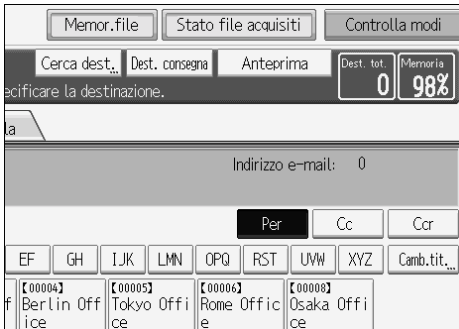 Memor.file Stato file acquisiti Controlla modi
Cerca dest... Dest. consegna Anteprima Dest. tot. 0 Memoria 98%
ecificare la destinazione.
la
Indirizzo e-mail: 0
Per Cc Ccr
EF GH IJK LMN OPQ RST UVW XYZ Camb.tit...
【00004】 【00005】 【00006】 【00008】
f Berlin Off Tokyo Offi Rome Offic Osaka Offi
ice ce e ce